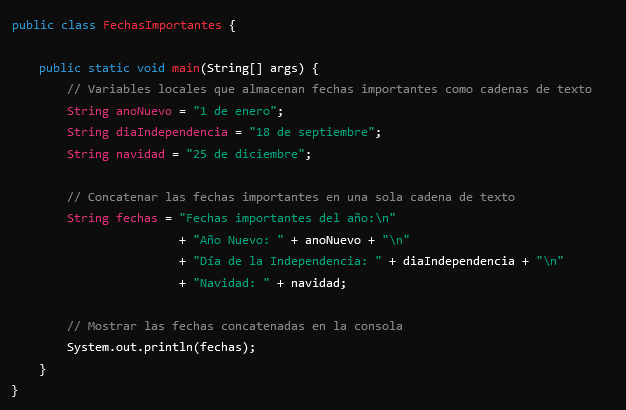 public class FechasImportantes {
public static void main(String[] args) {
// Variables locales que almacenan fechas importantes como cadenas de texto
String anoNuevo = "1 de enero";
String diaIndependencia = "18 de septiembre";
String navidad = "25 de diciembre";
// Concatenar las fechas importantes en una sola cadena de texto
String fechas = "Fechas importantes del año:\n"
+ "Año Nuevo: " + anoNuevo + "\n"
+ "Día de la Independencia: " + diaIndependencia + "\n"
+ "Navidad: " + navidad;
// Mostrar las fechas concatenadas en la consola
System.out.println(fechas);
}
}